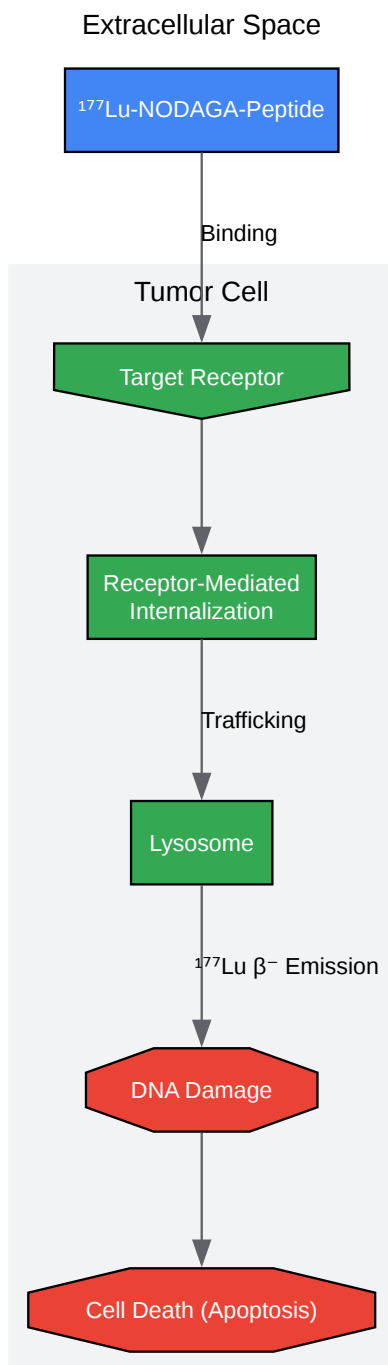 Extracellular Space
¹⁷⁷Lu-NODAGA-Peptide
Binding
Tumor Cell
Target Receptor
Receptor-Mediated
Internalization
Trafficking
Lysosome
¹⁷⁷Lu β⁻ Emission
DNA Damage
Cell Death (Apoptosis)